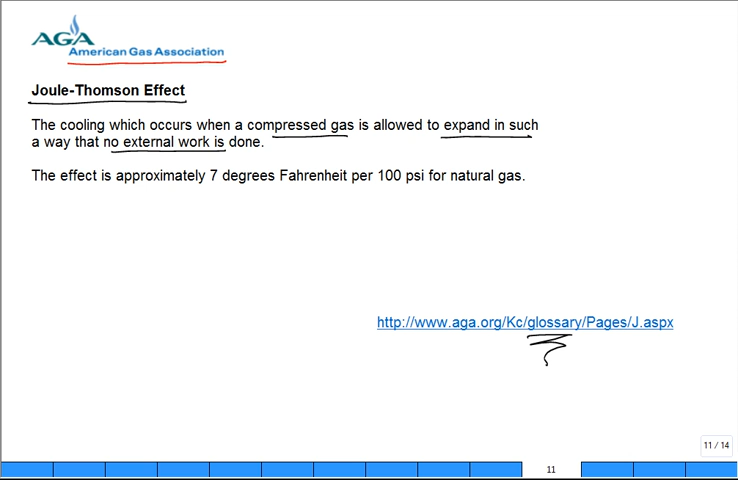 AGA
American Gas Association
Joule-Thomson Effect
The cooling which occurs when a compressed gas is allowed to expand in such
a way that no external work is done.
The effect is approximately 7 degrees Fahrenheit per 100 psi for natural gas.
http://www.aga.org/Kc/glossary/Pages/J.aspx
11 / 14
11